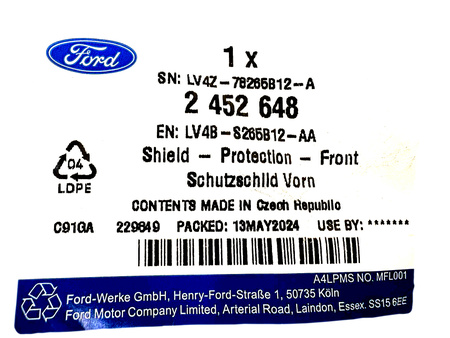 Ford
1 x
SN: LV4Z-78265B12-A
2 452 648
EN: LV4B-S265B12-AA
Shield - Protection - Front
Schutzschild Vorn
04
LDPE
CONTENTS MADE IN Czech Republic
C91GA 229849 PACKED: 13MAY2024 USE BY: *******
A4LPMS NO. MFL001
Ford-Werke GmbH, Henry-Ford-Straße 1, 50735 Köln
Ford Motor Company Limited, Arterial Road, Laindon, Essex. SS15 6EE